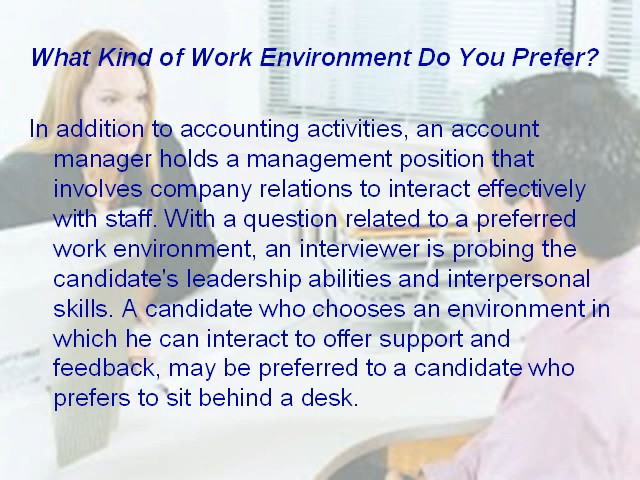 What Kind of Work Environment Do You Prefer?
In addition to accounting activities, an account
manager holds a management position that
involves company relations to interact effectively
with staff. With a question related to a preferred
work environment, an interviewer is probing the
candidate's leadership abilities and interpersonal
skills. A candidate who chooses an environment in
which he can interact to offer support and
feedback, may be preferred to a candidate who
prefers to sit behind a desk.